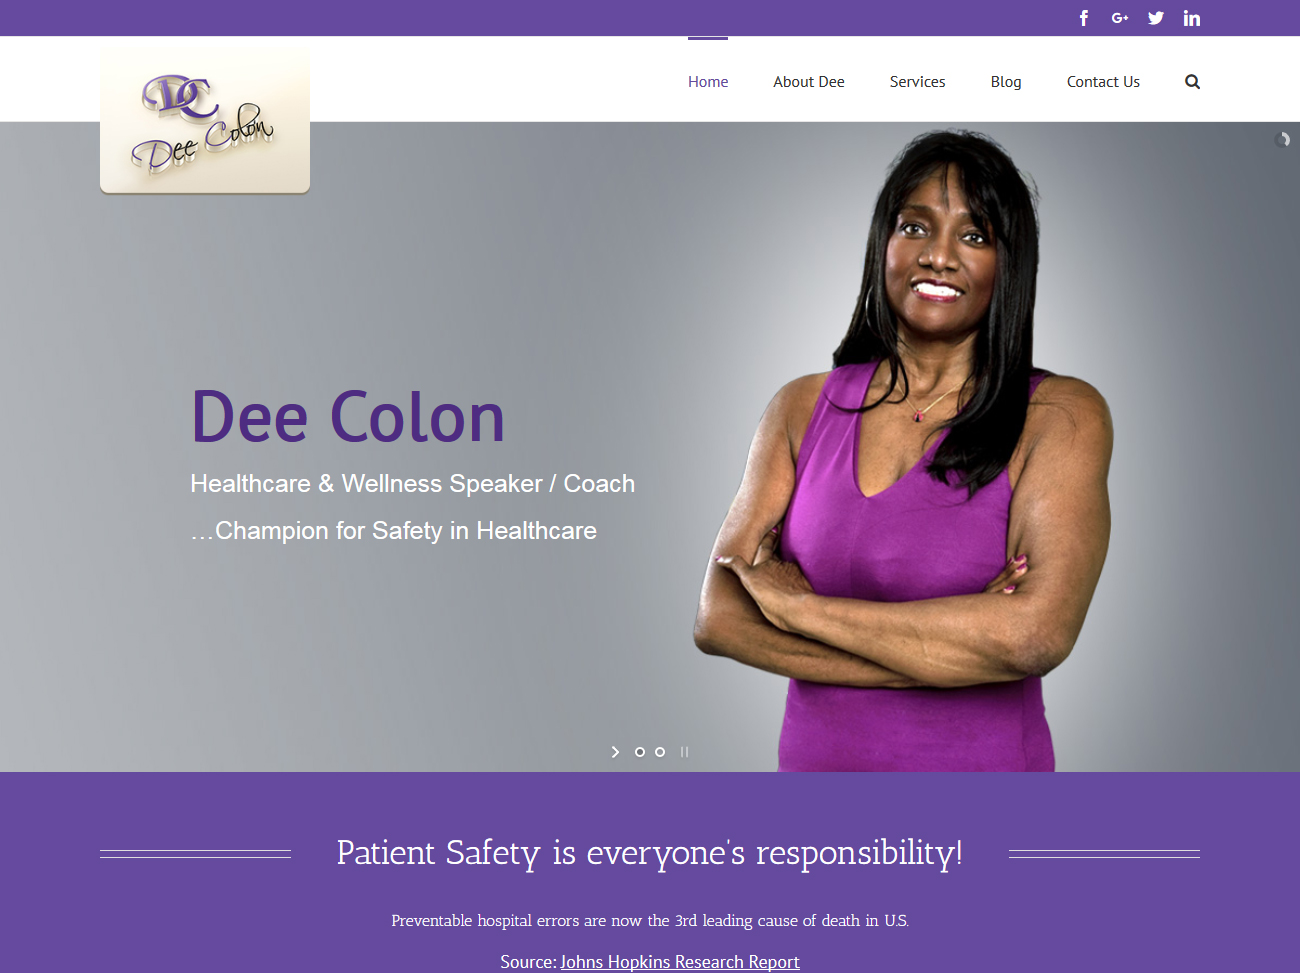 DC
Dee Colon
Home About Dee Services Blog Contact Us
Dee Colon
Healthcare & Wellness Speaker / Coach
...Champion for Safety in Healthcare
Patient Safety is everyone's responsibility!
Preventable hospital errors are now the 3rd leading cause of death in U.S.
Source: Johns Hopkins Research Report